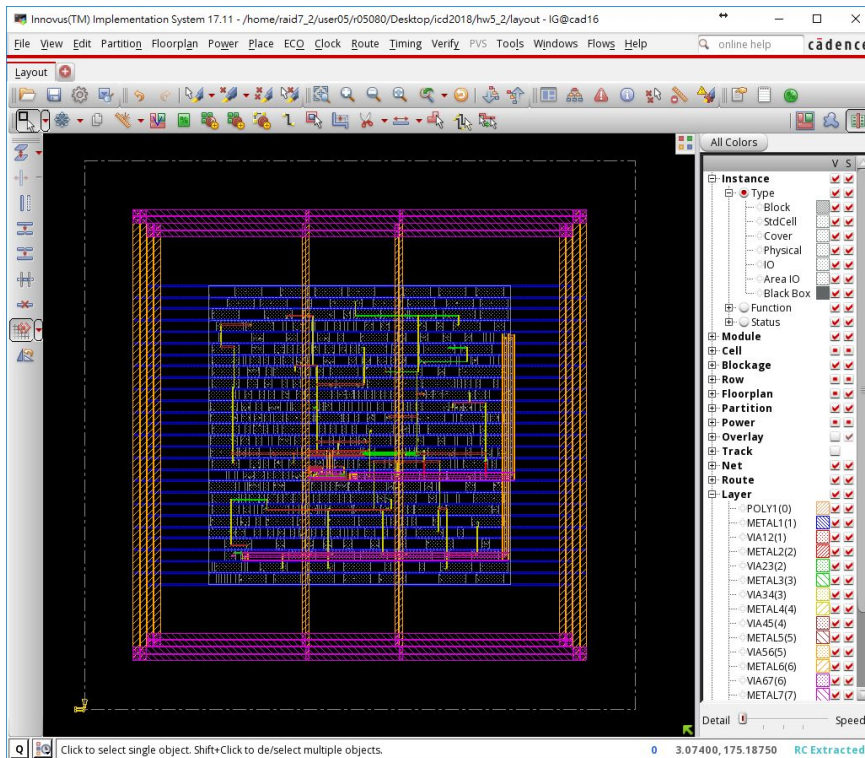 Innovus(TM) Implementation System 17.11 - /home/raid7_2/user05/r05080/Desktop/icd2018/hw5_2/layout - IG@cad16
File View Edit Partition Floorplan Power Place ECO Clock Route Timing Verify PVS Tools Windows Flows Help
online help
cādence
Layout
All Colors
V S
Instance
Type
Block
StdCell
Cover
Physical
IO
Area IO
Black Box
Function
Status
Module
Cell
Blockage
Row
Floorplan
Partition
Power
Overlay
Track
Net
Route
Layer
POLY1(0)
METAL1(1)
VIA12(1)
METAL2(2)
VIA23(2)
METAL3(3)
VIA34(3)
METAL4(4)
VIA45(4)
METAL5(5)
VIA56(5)
METAL6(6)
VIA67(6)
METAL7(7)
Detail Speed
Q Click to select single object. Shift+Click to de/select multiple objects. 0 3.07400, 175.18750 RC Extracted